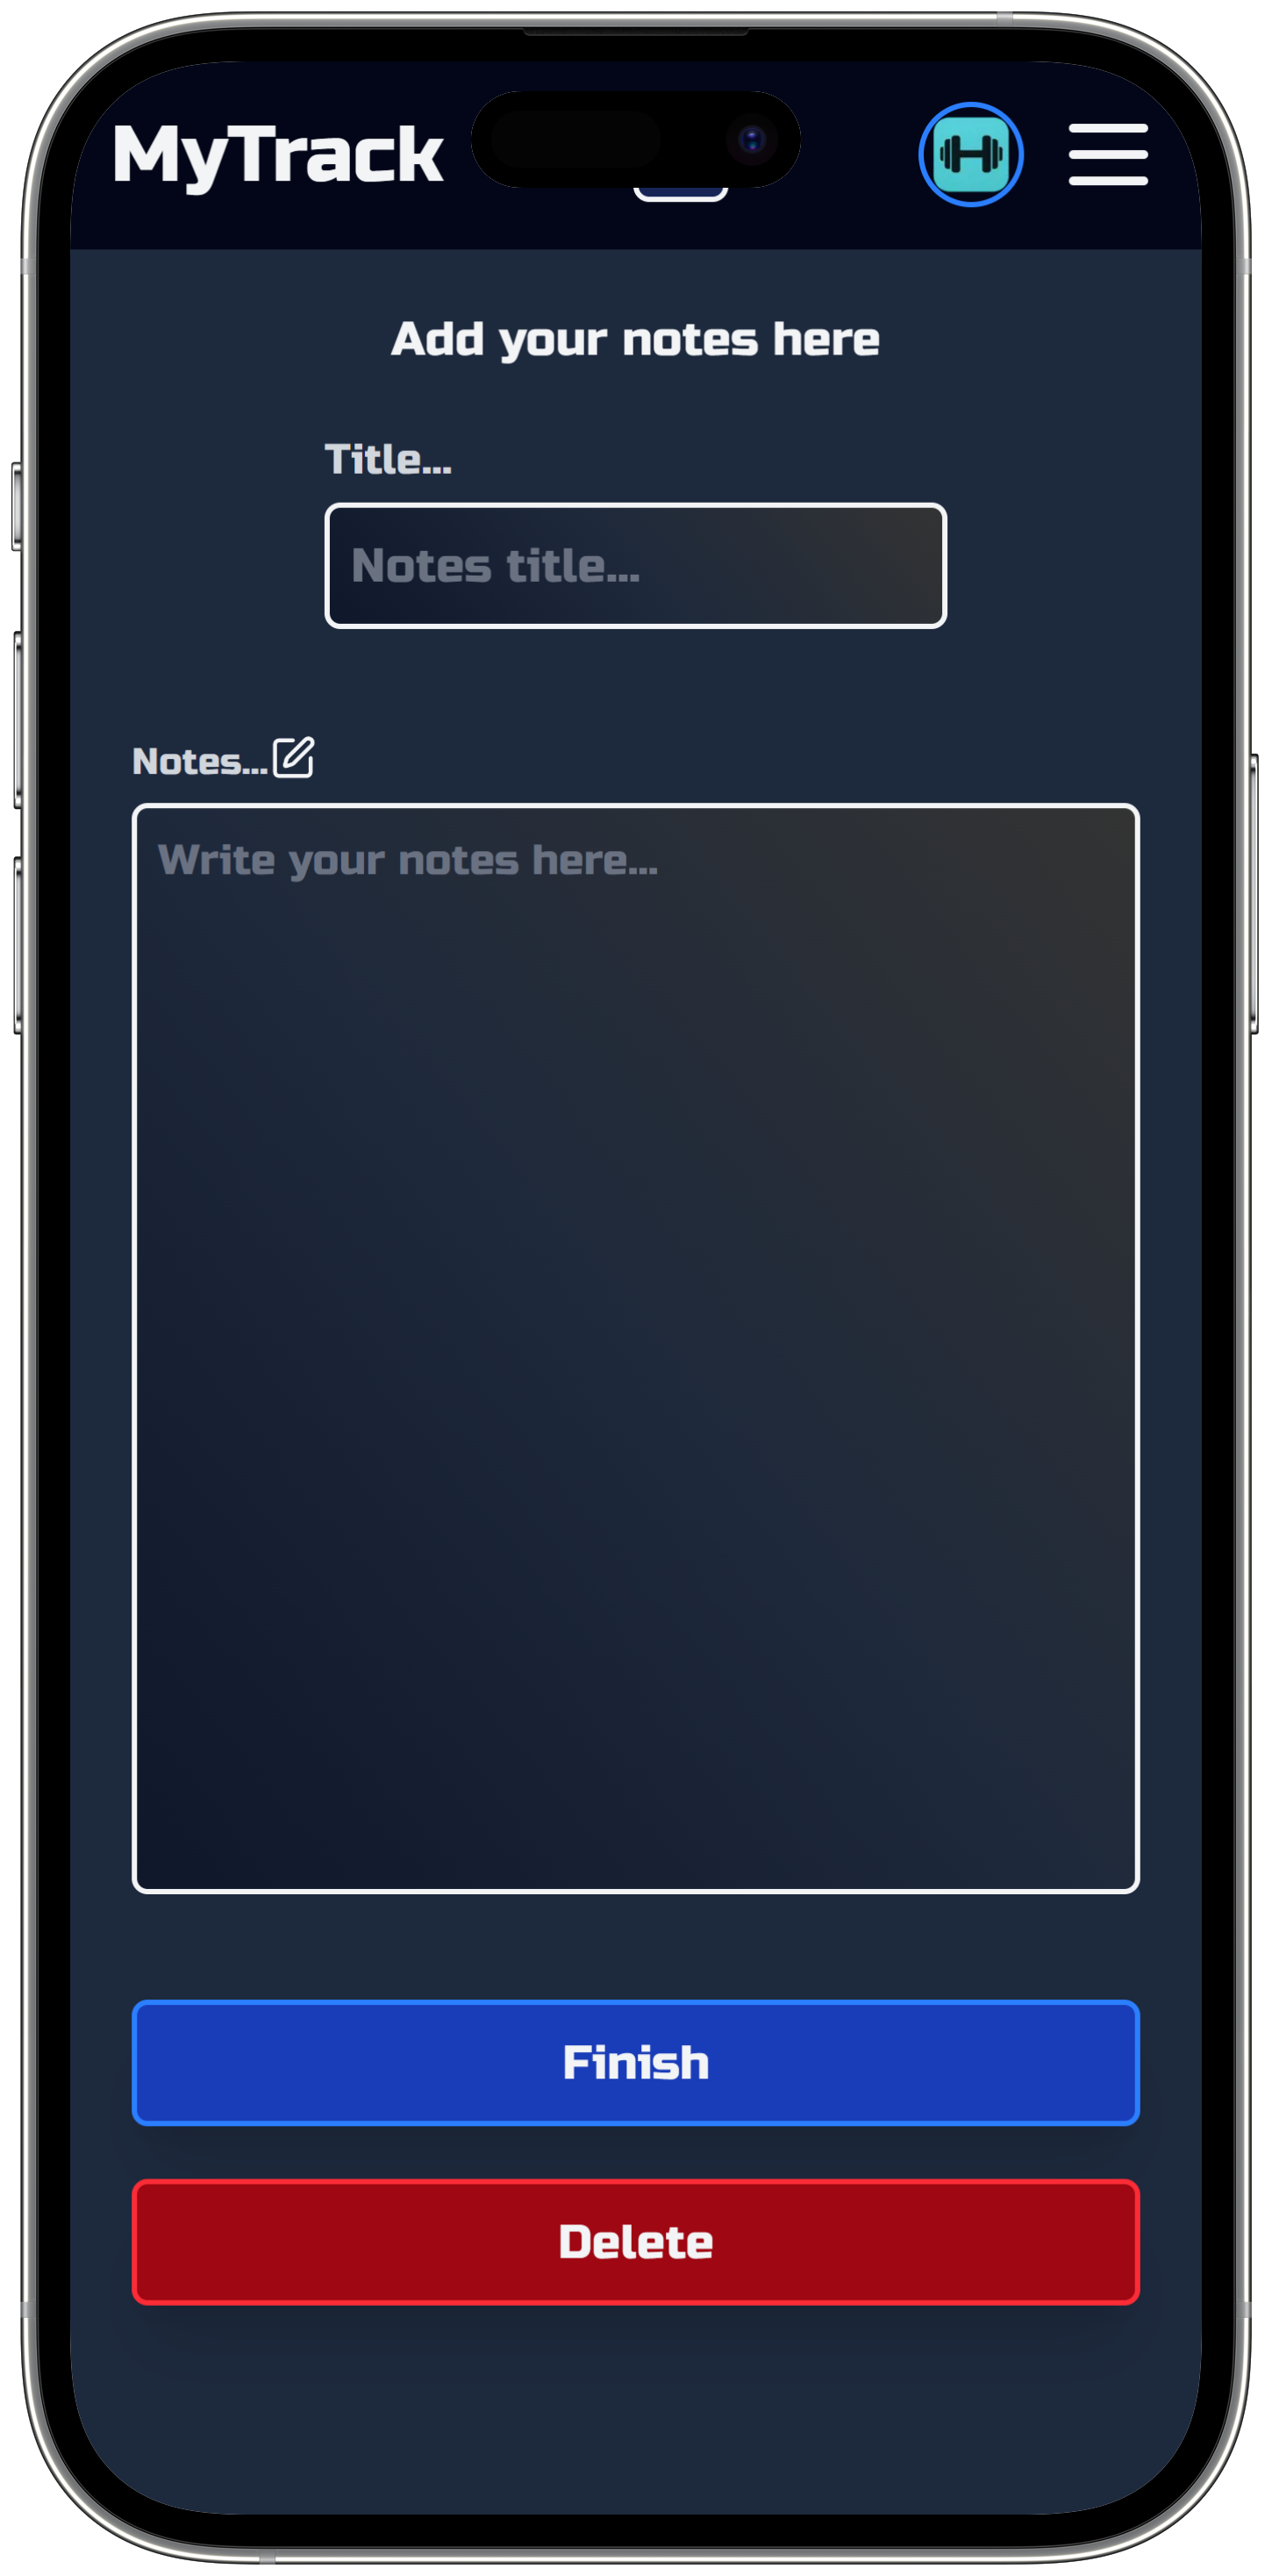 MyTrack
Add your notes here
Title...
Notes title...
Notes...
Write your notes here...
Finish
Delete